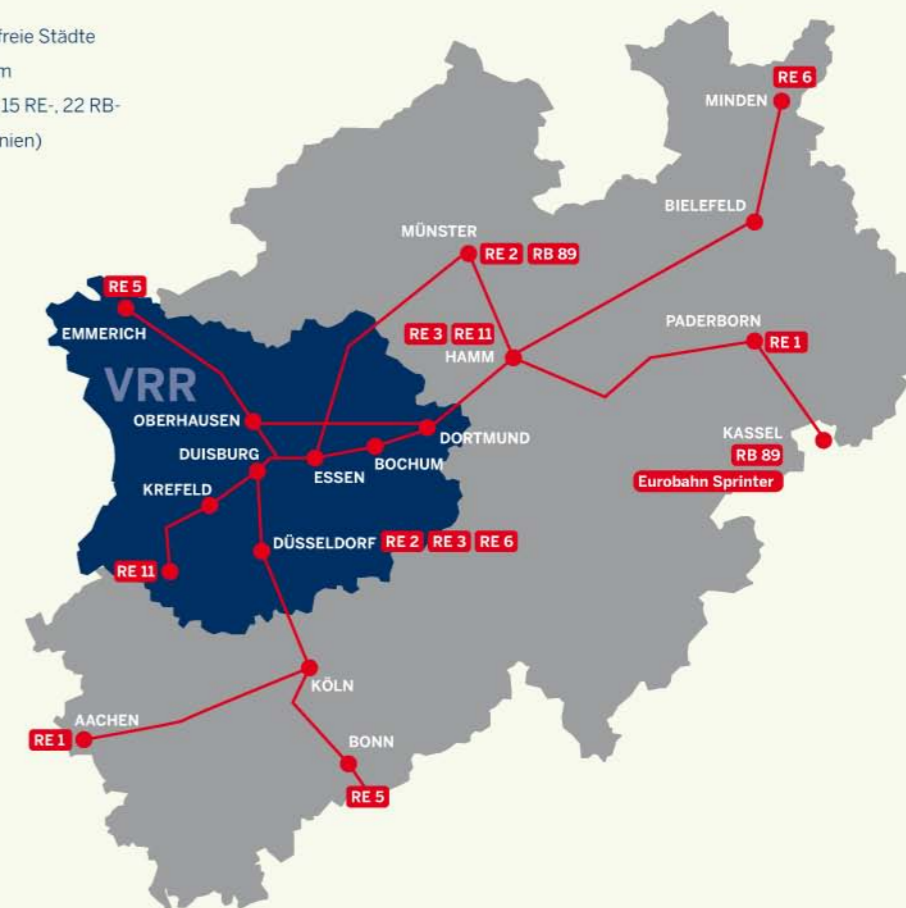 freie Städte
m
15 RE-, 22 RB-
nien)
RE 6
MINDEN
BIELEFELD
MÜNSTER
RE 2 RB 89
RE 5
EMMERICH
RE 3 RE 11
HAMM
PADERBORN
RE 1
VRR
OBERHAUSEN
DORTMUND
KASSEL
RB 89
Eurobahn Sprinter
DUISBURG
ESSEN
BOCHUM
KREFELD
DÜSSELDORF RE 2 RE 3 RE 6
RE 11
KÖLN
AACHEN
RE 1
BONN
RE 5